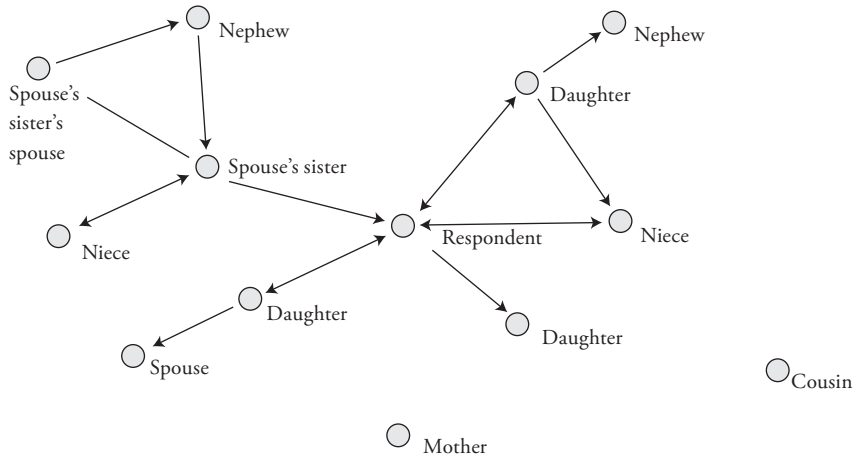 Nephew
Nephew
Spouse's
sister's
spouse
Daughter
Spouse's sister
Niece
Respondent
Niece
Daughter
Daughter
Spouse
Cousin
Mother